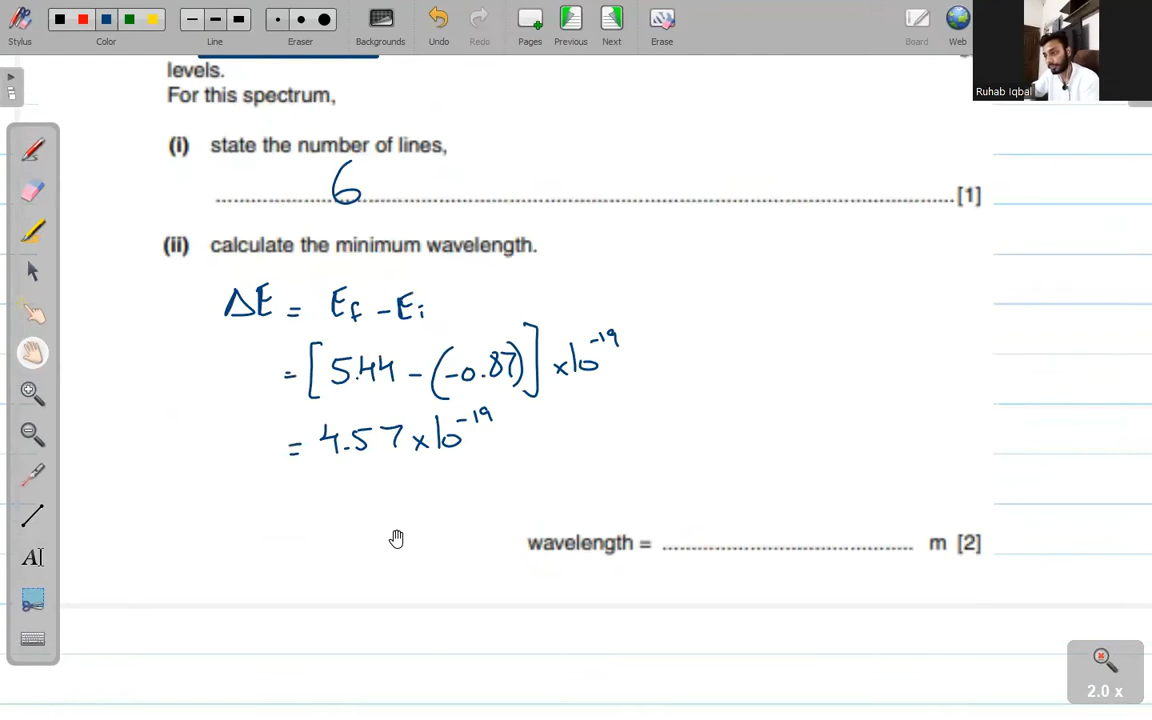 Stylus Color Line Eraser Backgrounds Undo Redo Pages Previous Next Erase Board Web
Ruhab Iqbal
levels.
For this spectrum,
(i) state the number of lines,
6
[1]
(ii) calculate the minimum wavelength.
ΔE = Ef - Ei
= [5.44 - (-0.87)] x10^-19
= 4.57 x10^-19
wavelength = ............................................ m [2]
A
2.0 x